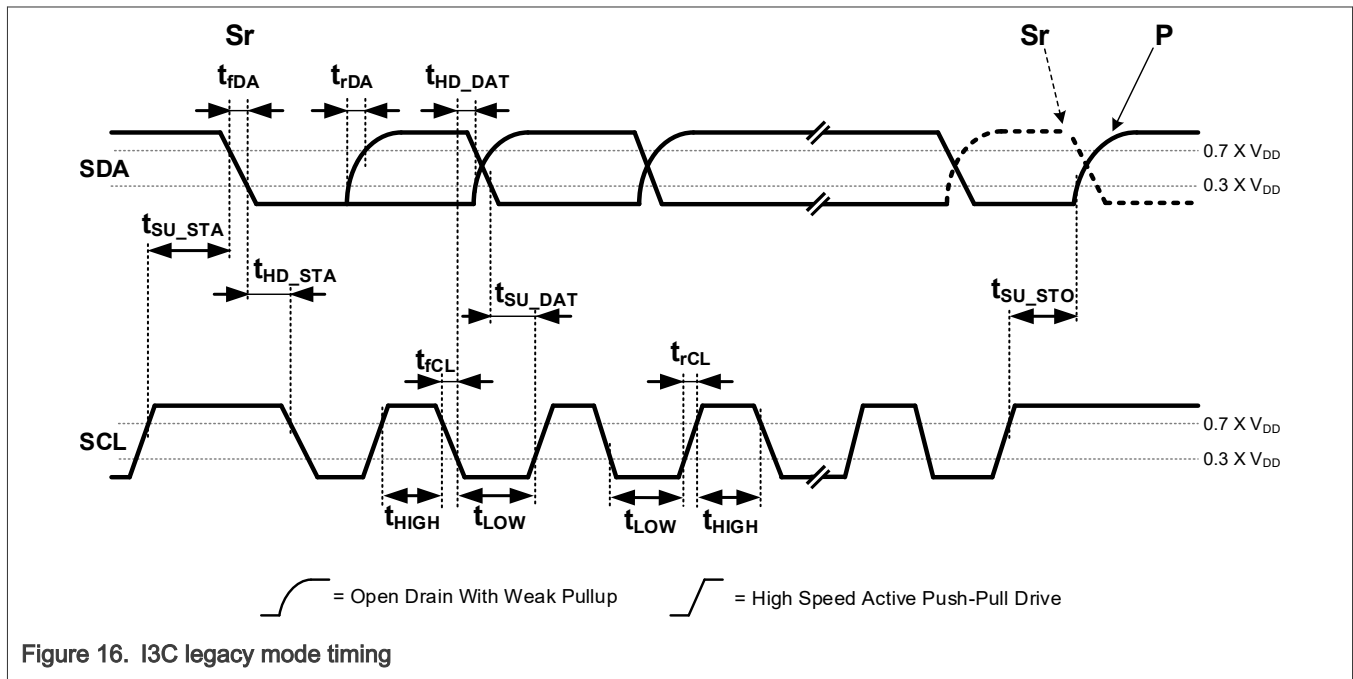 Sr Sr P
tfDA trDA tHD_DAT
0.7 X VDD
SDA
0.3 X VDD
tSU_STA
tHD_STA
tSU_DAT tSU_STO
tfCL trCL
0.7 X VDD
SCL
0.3 X VDD
tHIGH tLOW tLOW tHIGH
= Open Drain With Weak Pullup = High Speed Active Push-Pull Drive
Figure 16. I3C legacy mode timing